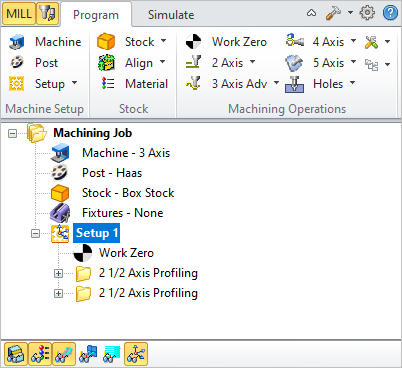 MILL Program Simulate
Machine Stock Work Zero 4 Axis
Post Align 2 Axis 5 Axis
Setup Material 3 Axis Adv Holes
Machine Setup Stock Machining Operations
Machining Job
Machine - 3 Axis
Post - Haas
Stock - Box Stock
Fixtures - None
Setup 1
Work Zero
2 1/2 Axis Profiling
2 1/2 Axis Profiling